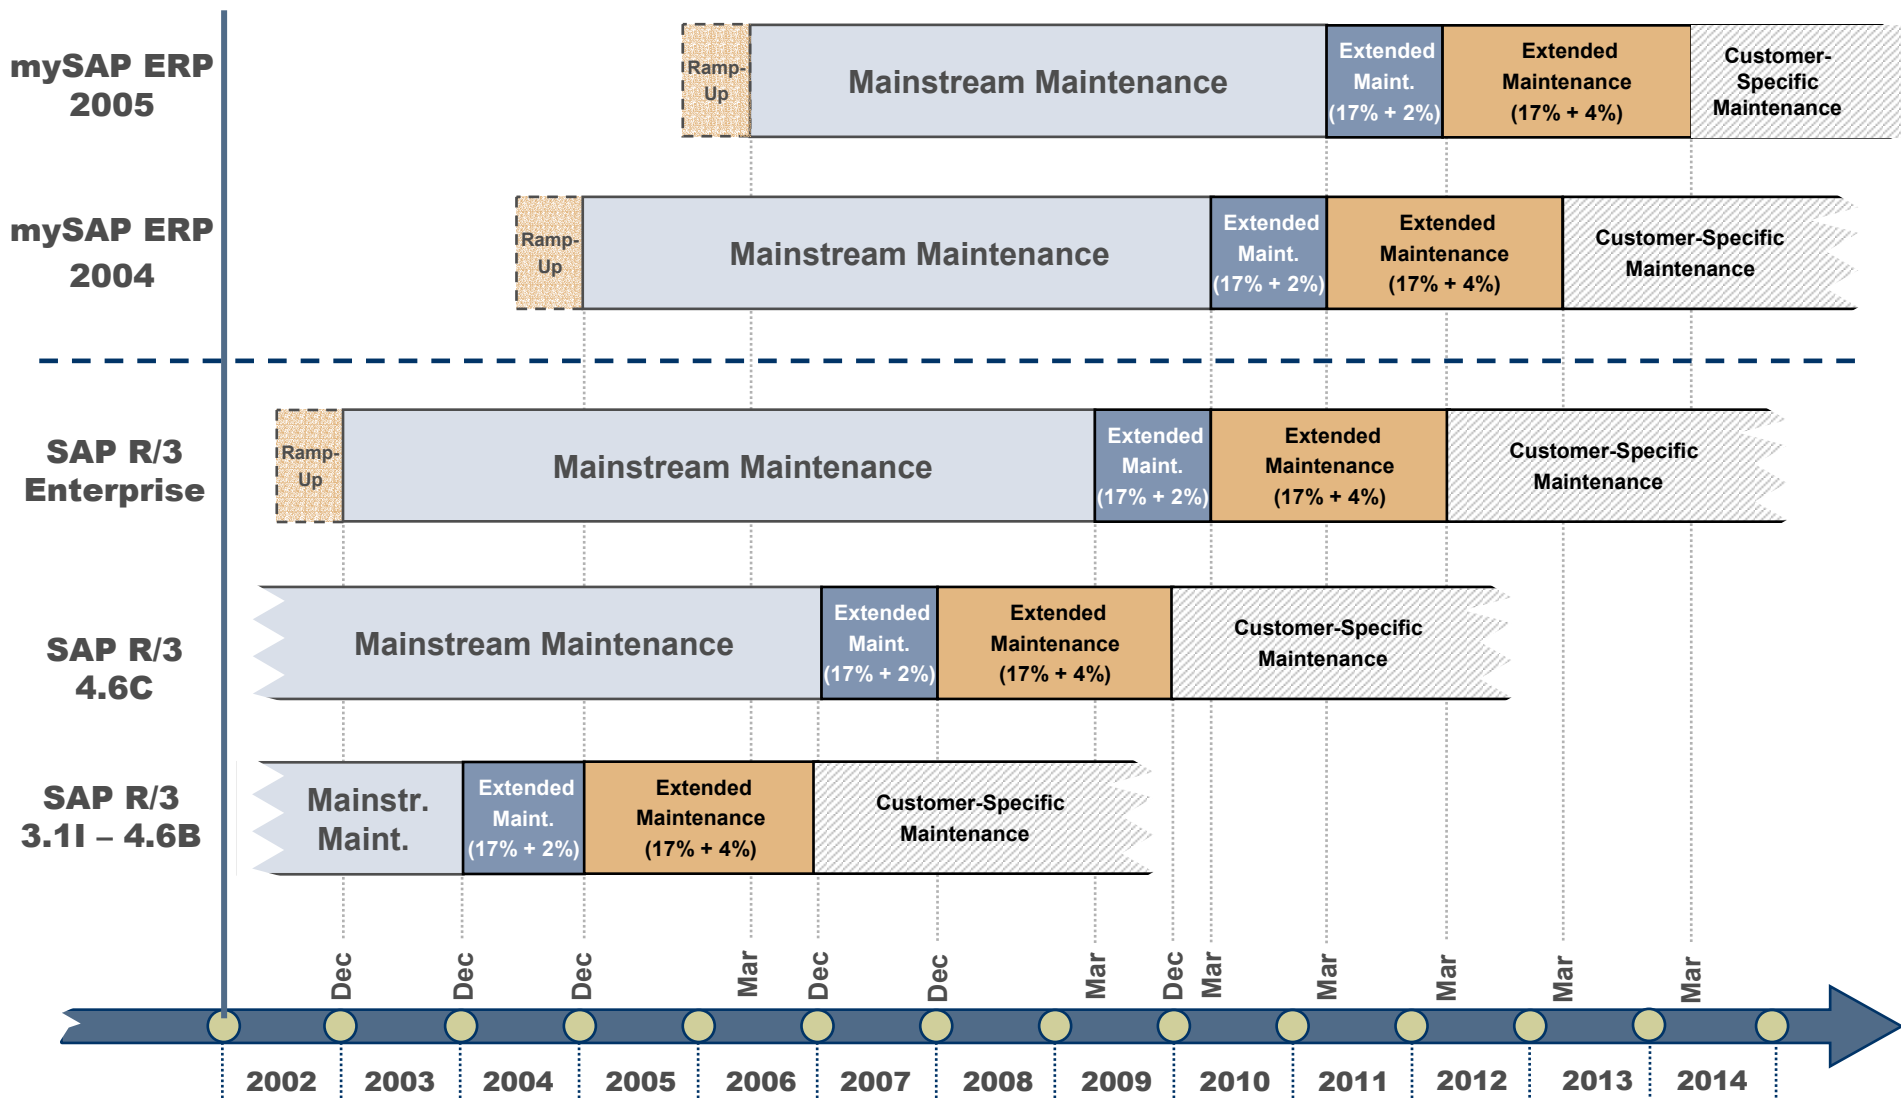 mySAP ERP
2005
Ramp-
Up
Mainstream Maintenance
Extended
Maint.
(17% + 2%)
Extended
Maintenance
(17% + 4%)
Customer-
Specific
Maintenance
mySAP ERP
2004
Ramp-
Up
Mainstream Maintenance
Extended
Maint.
(17% + 2%)
Extended
Maintenance
(17% + 4%)
Customer-Specific
Maintenance
SAP R/3
Enterprise
Ramp-
Up
Mainstream Maintenance
Extended
Maint.
(17% + 2%)
Extended
Maintenance
(17% + 4%)
Customer-Specific
Maintenance
SAP R/3
4.6C
Mainstream Maintenance
Extended
Maint.
(17% + 2%)
Extended
Maintenance
(17% + 4%)
Customer-Specific
Maintenance
SAP R/3
3.1I – 4.6B
Mainstr.
Maint.
Extended
Maint.
(17% + 2%)
Extended
Maintenance
(17% + 4%)
Customer-Specific
Maintenance
Dec
Dec
Dec
Mar
Dec
Dec
Mar
Dec
Mar
Mar
Mar
Mar
Mar
2002
2003
2004
2005
2006
2007
2008
2009
2010
2011
2012
2013
2014